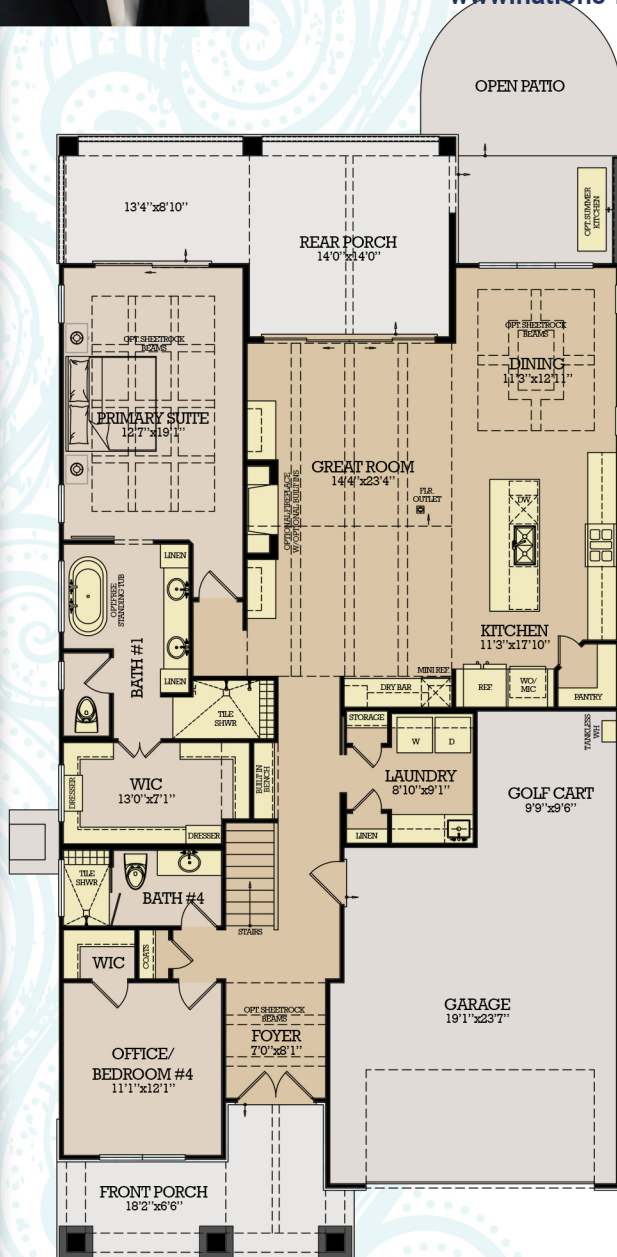 OPEN PATIO
13'4"x8'10"
OPT. SUMMER
KITCHEN
REAR PORCH
14'0"x14'0"
OPT. SHEETROCK
BEAMS
PRIMARY SUITE
12'7"x19'1"
OPT. SHEETROCK
BEAMS
DINING
11'3"x12'11"
GREAT ROOM
14'4"x23'4"
FLR.
OUTLET
OPTIONAL FIREPLACE
W/OPTIONAL BUILT INS
DW
LINEN
OPT. FREE
STANDING TUB
BATH #1
LINEN
KITCHEN
11'3"x17'10"
MINI REF.
DRY BAR
REF.
WO/
MIC
PANTRY
TILE
SHWR
STORAGE
W
D
TANKLESS
WH
WIC
13'0"x7'1"
DRESSER
DRESSER
BUILT IN
BENCH
LAUNDRY
8'10"x9'1"
LINEN
GOLF CART
9'9"x9'6"
TILE
SHWR
BATH #4
STAIRS
WIC
COATS
GARAGE
19'1"x23'7"
OPT. SHEETROCK
BEAMS
FOYER
7'0"x8'1"
OFFICE/
BEDROOM #4
11'1"x12'1"
FRONT PORCH
18'2"x6'6"